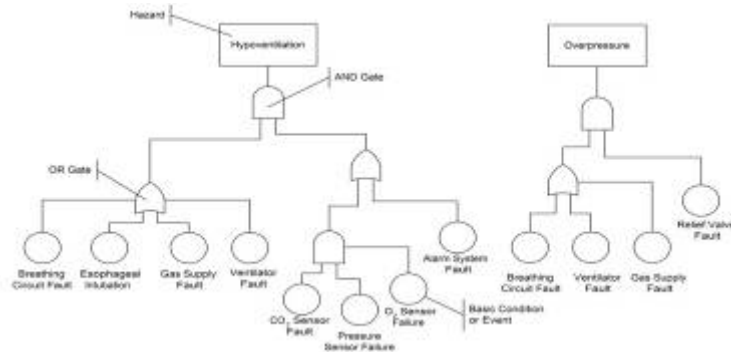 Hazard
Hypoventilation
Overpressure
AND Gate
OR Gate
Relief Valve
Fault
Alarm System
Fault
Breathing
Circuit Fault
Esophageal
Intubation
Gas Supply
Fault
Ventilator
Fault
Breathing
Circuit Fault
Ventilator
Fault
Gas Supply
Fault
CO₂ Sensor
Fault
Pressure
Sensor Failure
O₂ Sensor
Failure
Basic Condition
or Event